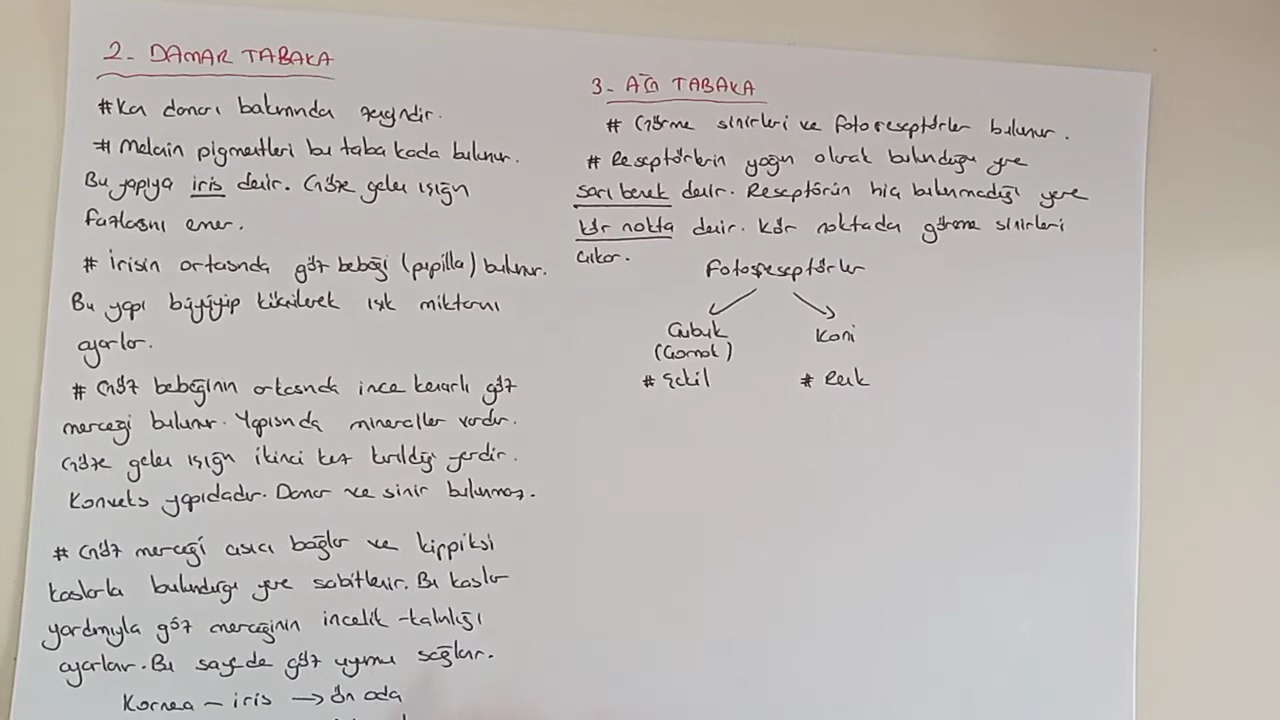 2- DAMAR TABAKA
# Kan damarı bakımında zengindir.
# Melanin pigmentleri bu tabakada bulunur.
Bu yapıya iris denir. Göze gelen ışığın
fazlasını emer.
# İrisin ortasında göz bebeği (pupilla) bulunur.
Bu yapı büyüyüp küçülerek ışık miktarını
ayarlar.
# Göz bebeğinin ortasında ince kenarlı göz
merceği bulunur. Yapısında mineraller vardır.
Göze gelen ışığın ikinci kez kırıldığı yerdir.
Konveks yapıdadır. Damar ve sinir bulunmaz.
# Göz merceği asıcı bağlar ve kirpiksi
kaslarla bulunduğu yere sabitlenir. Bu kaslar
yardımıyla göz merceğinin incelik-kalınlığı
ayarlanır. Bu sayede göz uyumu sağlanır.
Kornea - iris → ön oda
3- AĞ TABAKA
# Görme sinirleri ve fotoreseptörler bulunur.
# Reseptörlerin yoğun olarak bulunduğu yere
sarı benek denir. Reseptörün hiç bulunmadığı yere
kör nokta denir. Kör noktada görme sinirleri
çıkar.
Fotoreseptörler
Çubuk
(Çomak)
# Şekil
Koni
# Renk